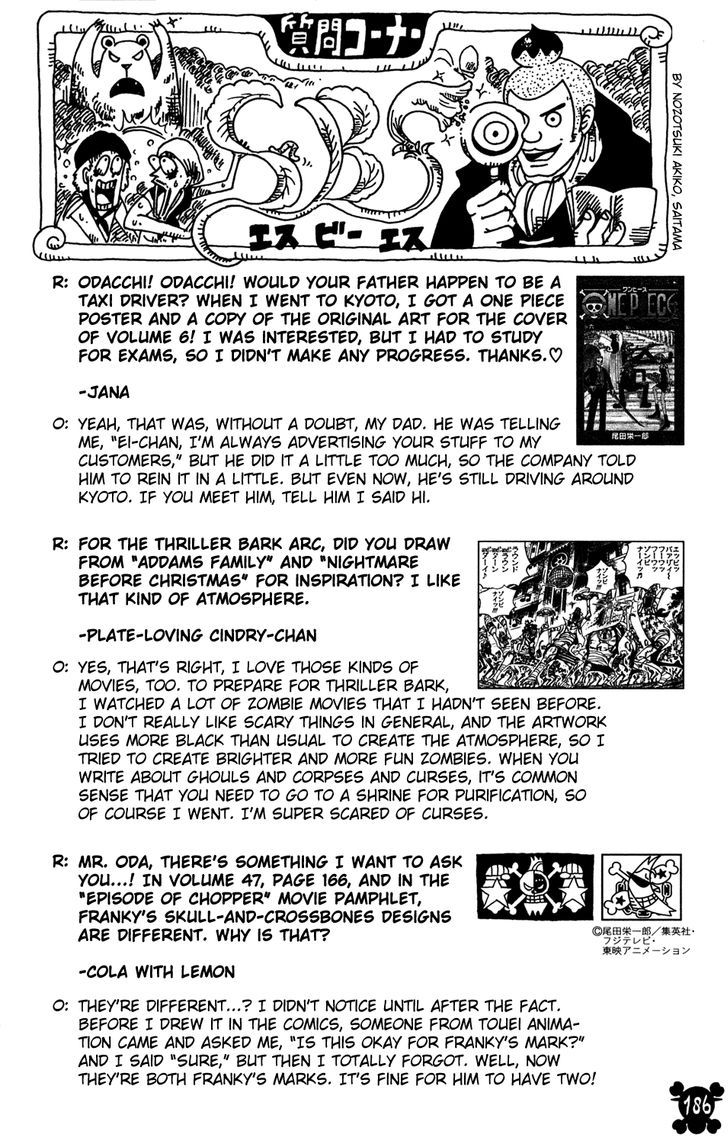 質問コーナー
SBS
エス ビー エス
BY NOZOTSUKI AKIKO, SAITAMA
R: ODACCHI! ODACCHI! WOULD YOUR FATHER HAPPEN TO BE A
TAXI DRIVER? WHEN I WENT TO KYOTO, I GOT A ONE PIECE
POSTER AND A COPY OF THE ORIGINAL ART FOR THE COVER
OF VOLUME 6! I WAS INTERESTED, BUT I HAD TO STUDY
FOR EXAMS, SO I DIDN'T MAKE ANY PROGRESS. THANKS.♡
-JANA
ワンピース
ONE PIECE
尾田栄一郎
O: YEAH, THAT WAS, WITHOUT A DOUBT, MY DAD. HE WAS TELLING
ME, "EI-CHAN, I'M ALWAYS ADVERTISING YOUR STUFF TO MY
CUSTOMERS," BUT HE DID IT A LITTLE TOO MUCH, SO THE COMPANY TOLD
HIM TO REIN IT IN A LITTLE. BUT EVEN NOW, HE'S STILL DRIVING AROUND
KYOTO. IF YOU MEET HIM, TELL HIM I SAID HI.
R: FOR THE THRILLER BARK ARC, DID YOU DRAW
FROM "ADDAMS FAMILY" AND "NIGHTMARE
BEFORE CHRISTMAS" FOR INSPIRATION? I LIKE
THAT KIND OF ATMOSPHERE.
-PLATE-LOVING CINDRY-CHAN
O: YES, THAT'S RIGHT, I LOVE THOSE KINDS OF
MOVIES, TOO. TO PREPARE FOR THRILLER BARK,
I WATCHED A LOT OF ZOMBIE MOVIES THAT I HADN'T SEEN BEFORE.
I DON'T REALLY LIKE SCARY THINGS IN GENERAL, AND THE ARTWORK
USES MORE BLACK THAN USUAL TO CREATE THE ATMOSPHERE, SO I
TRIED TO CREATE BRIGHTER AND MORE FUN ZOMBIES. WHEN YOU
WRITE ABOUT GHOULS AND CORPSES AND CURSES, IT'S COMMON
SENSE THAT YOU NEED TO GO TO A SHRINE FOR PURIFICATION, SO
OF COURSE I WENT. I'M SUPER SCARED OF CURSES.
R: MR. ODA, THERE'S SOMETHING I WANT TO ASK
YOU...! IN VOLUME 47, PAGE 166, AND IN THE
"EPISODE OF CHOPPER" MOVIE PAMPHLET,
FRANKY'S SKULL-AND-CROSSBONES DESIGNS
ARE DIFFERENT. WHY IS THAT?
-COLA WITH LEMON
©尾田栄一郎／集英社・
フジテレビ・
東映アニメーション
O: THEY'RE DIFFERENT...? I DIDN'T NOTICE UNTIL AFTER THE FACT.
BEFORE I DREW IT IN THE COMICS, SOMEONE FROM TOUEI ANIMA-
TION CAME AND ASKED ME, "IS THIS OKAY FOR FRANKY'S MARK?"
AND I SAID "SURE," BUT THEN I TOTALLY FORGOT. WELL, NOW
THEY'RE BOTH FRANKY'S MARKS. IT'S FINE FOR HIM TO HAVE TWO!
186